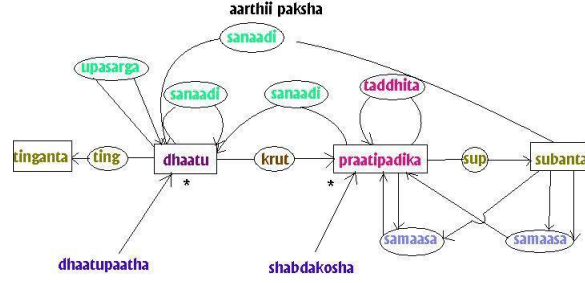 aarthii paksha
sanaadi
upasarga
sanaadi
sanaadi
taddhita
tinganta
ting
dhaatu
krut
praatipadika
sup
subanta
*
*
samaasa
samaasa
dhaatupaatha
shabdakosha